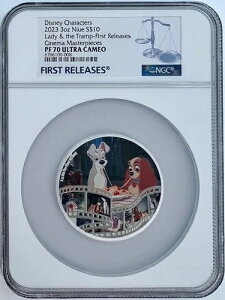 Disney Characters
2023 3oz Niue S$10
Lady & the Tramp-First Releases
Cinema Masterpieces
PF 70 ULTRA CAMEO
FIRST RELEASES
NGC